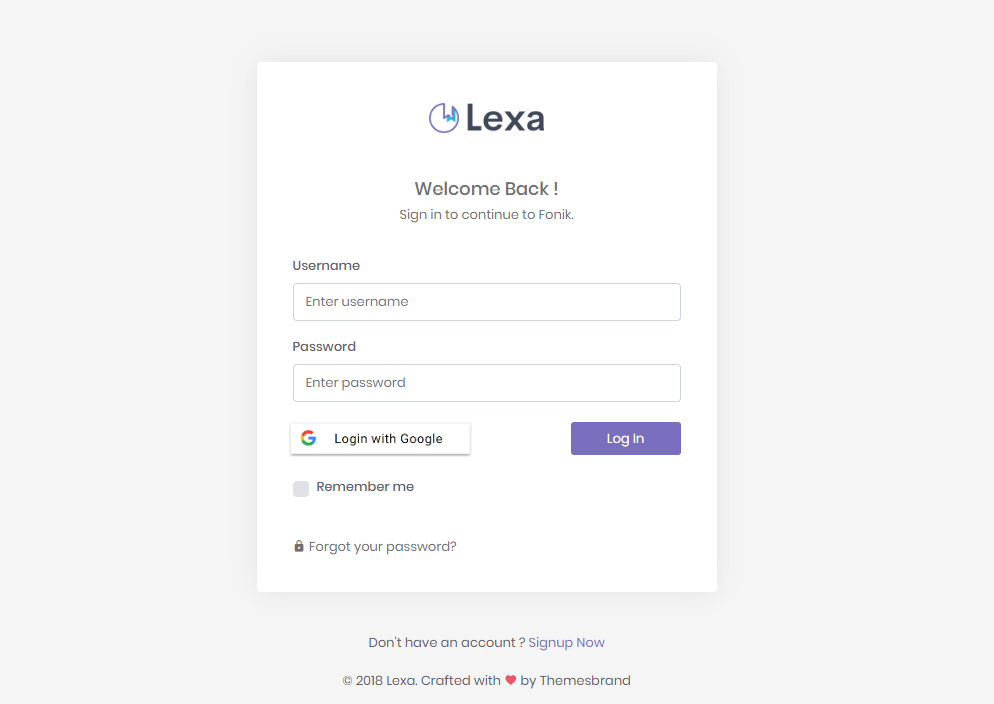 Lexa
Welcome Back !
Sign in to continue to Fonik.
Username
Enter username
Password
Enter password
Login with Google
Log In
Remember me
Forgot your password?
Don't have an account ? Signup Now
© 2018 Lexa. Crafted with ❤ by Themesbrand